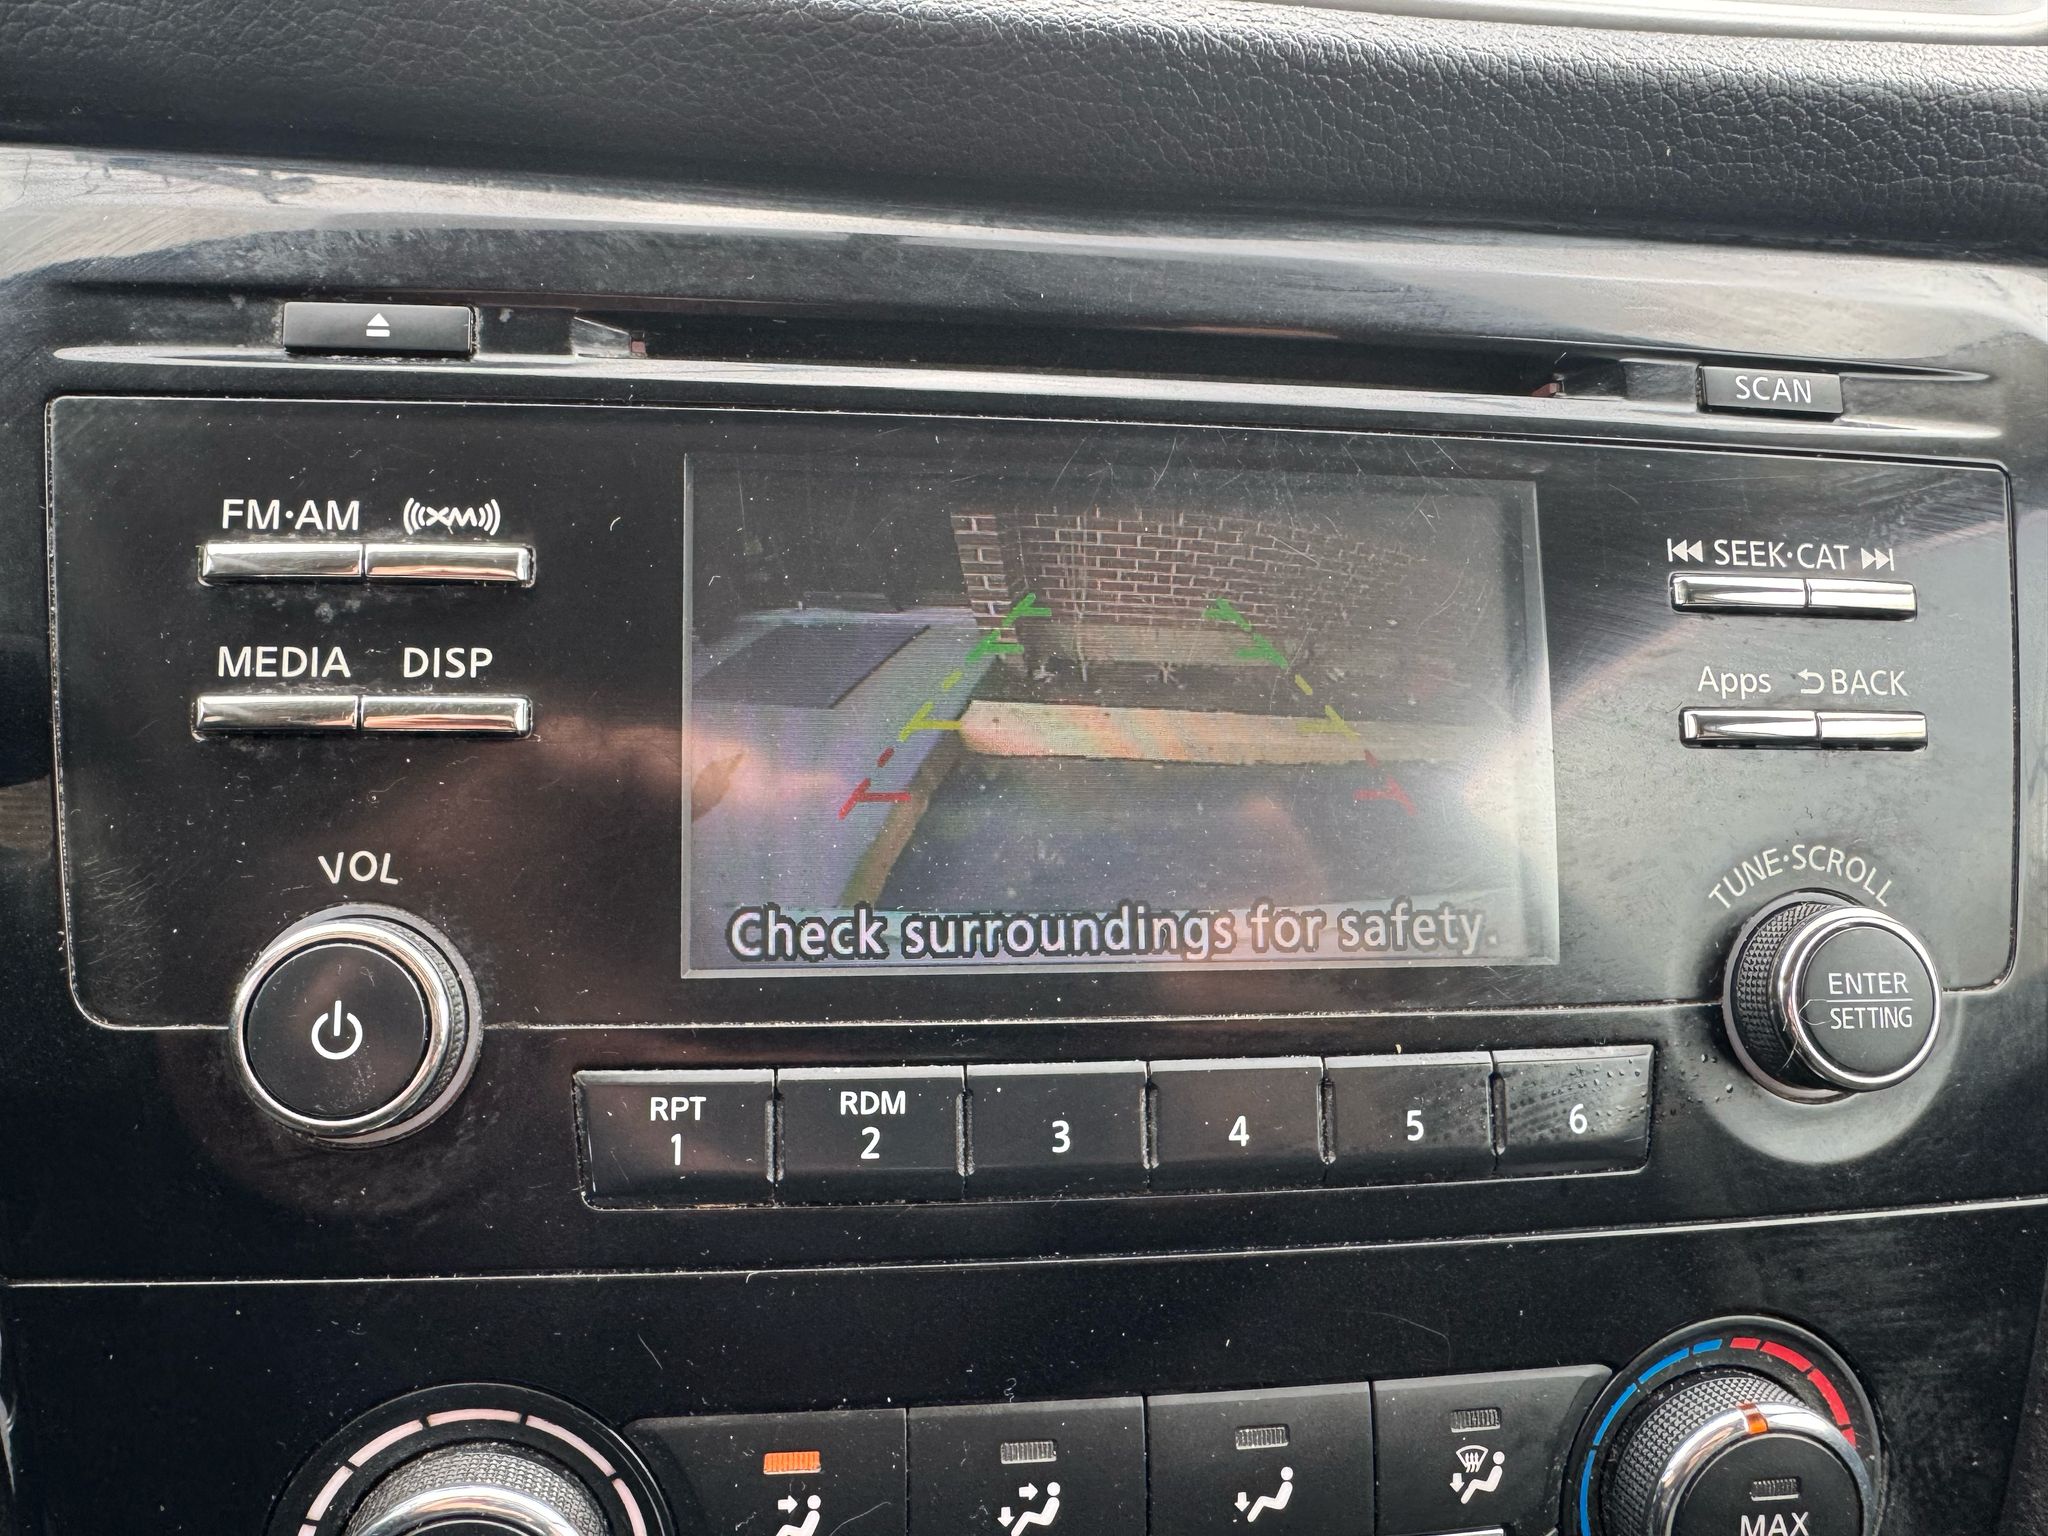 SCAN
FM·AM XM
SEEK·CAT
MEDIA DISP
Apps BACK
VOL
TUNE·SCROLL
Check surroundings for safety.
ENTER
SETTING
RPT
1
RDM
2
3
4
5
6
MAX